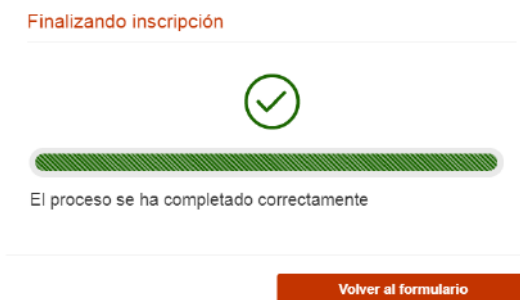 Finalizando inscripción
El proceso se ha completado correctamente
Volver al formulario